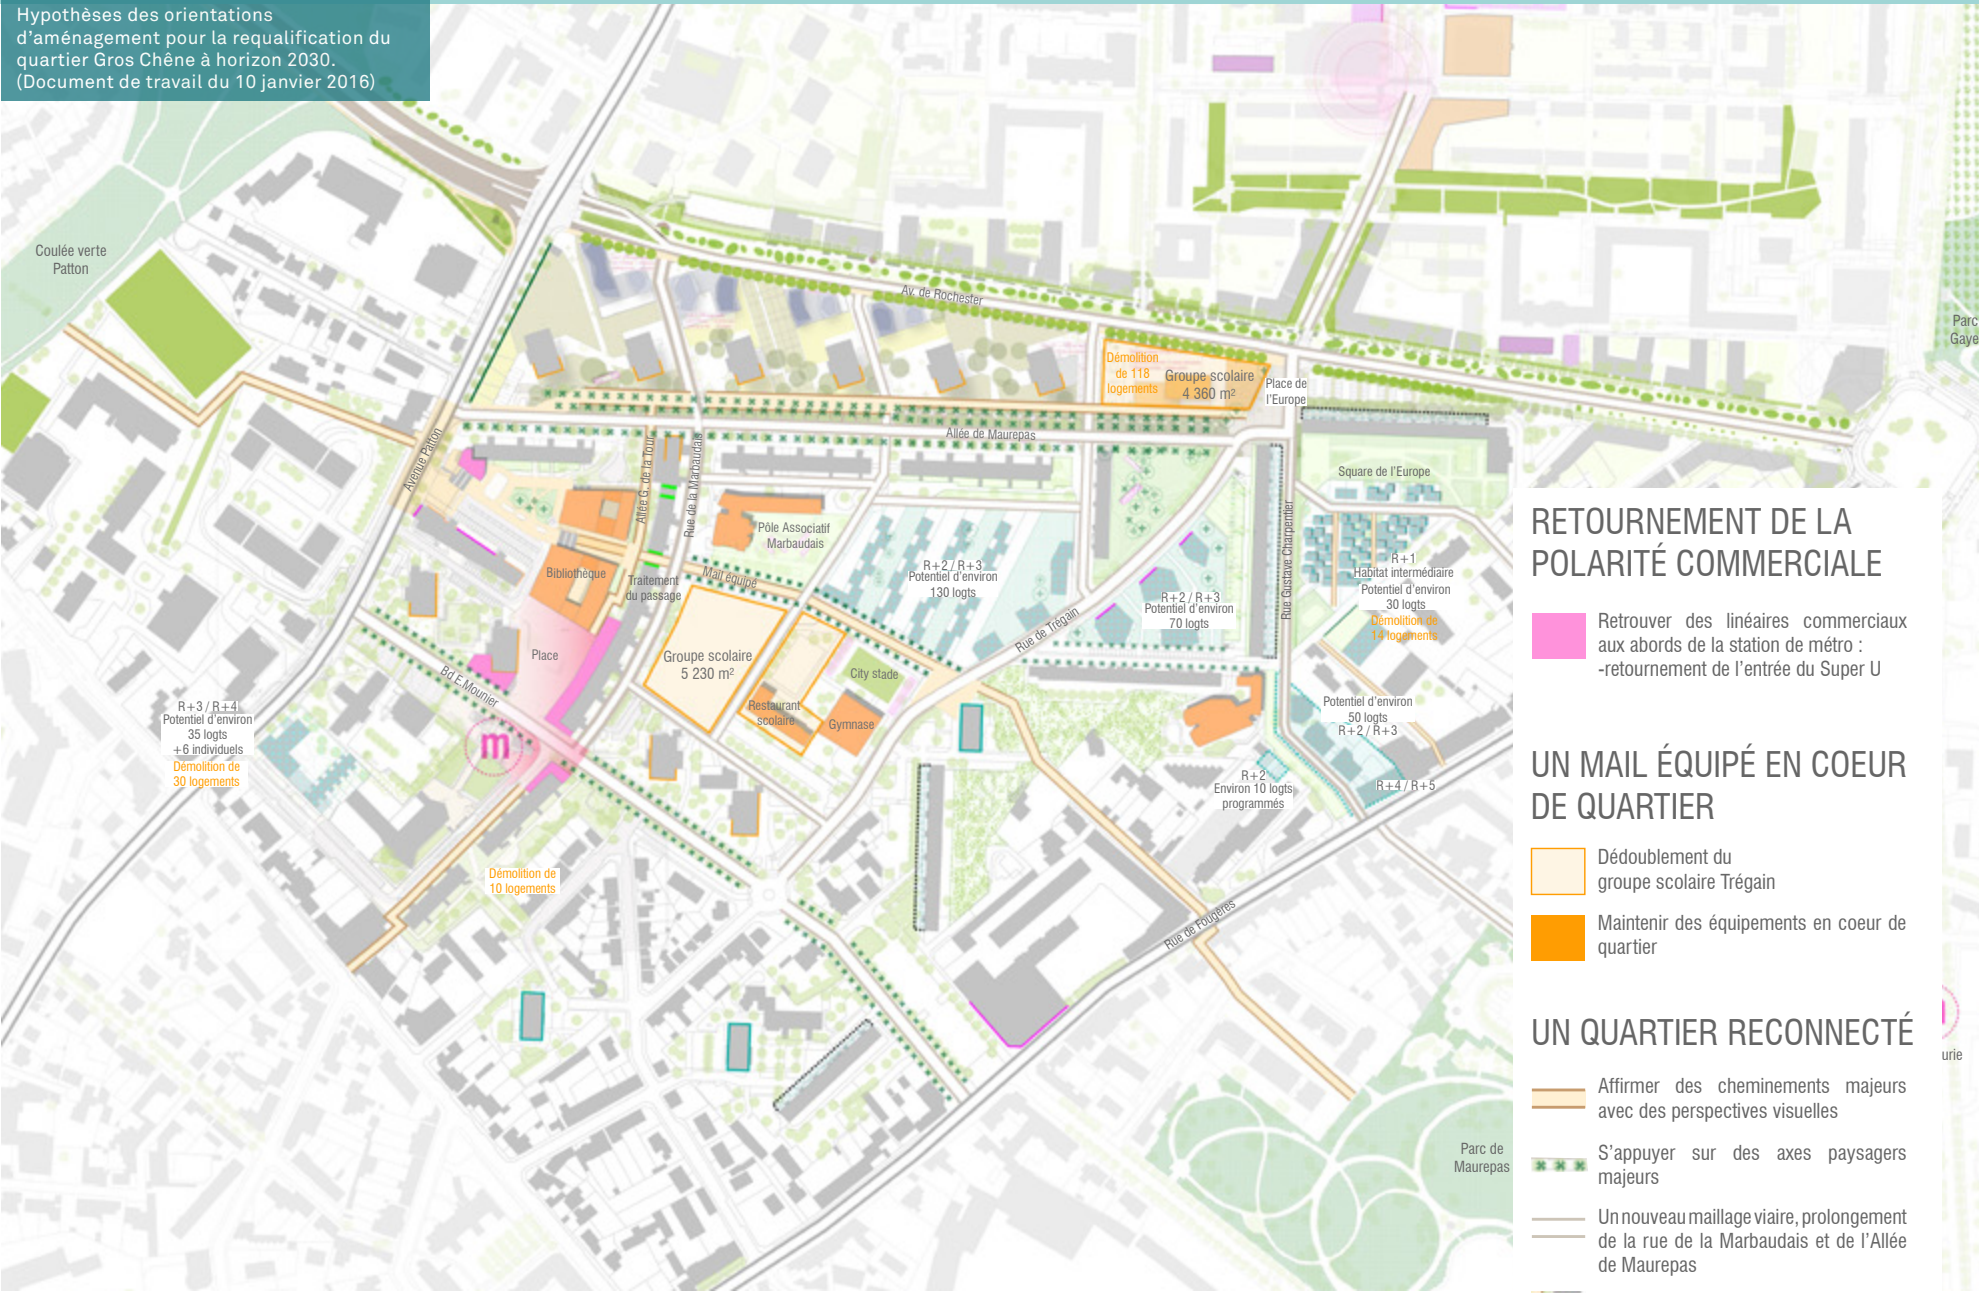 Hypothèses des orientations
d'aménagement pour la requalification du
quartier Gros Chêne à horizon 2030.
(Document de travail du 10 janvier 2016)
Coulée verte
Patton
Av. de Rochester
Parc
Gaye
Démolition
de 118
logements
Groupe scolaire
4 360 m²
Place de
l'Europe
Allée de Maurepas
Avenue Patton
Allée G. de la Tour
Rue de la Marbaudais
Square de l'Europe
Pôle Associatif
Marbaudais
Bibliothèque
Traitement
du passage
Mail équipé
R+2 / R+3
Potentiel d'environ
130 logts
R+2 / R+3
Potentiel d'environ
70 logts
Rue Gustave Charpentier
R+1
Habitat intermédiaire
Potentiel d'environ
30 logts
Démolition de
14 logements
Rue de Trégain
Place
Groupe scolaire
5 230 m²
City stade
Restaurant
scolaire
Gymnase
Bd E.Mounier
m
R+3 / R+4
Potentiel d'environ
35 logts
+6 individuels
Démolition de
30 logements
Potentiel d'environ
50 logts
R+2 / R+3
R+2
Environ 10 logts
programmés
R+4 / R+5
Démolition de
10 logements
Rue de Fougères
Parc de
Maurepas
RETOURNEMENT DE LA
POLARITÉ COMMERCIALE
Retrouver des linéaires commerciaux
aux abords de la station de métro :
-retournement de l'entrée du Super U
UN MAIL ÉQUIPÉ EN COEUR
DE QUARTIER
Dédoublement du
groupe scolaire Trégain
Maintenir des équipements en coeur de
quartier
UN QUARTIER RECONNECTÉ
Affirmer des cheminements majeurs
avec des perspectives visuelles
S'appuyer sur des axes paysagers
majeurs
Un nouveau maillage viaire, prolongement
de la rue de la Marbaudais et de l'Allée
de Maurepas
urie